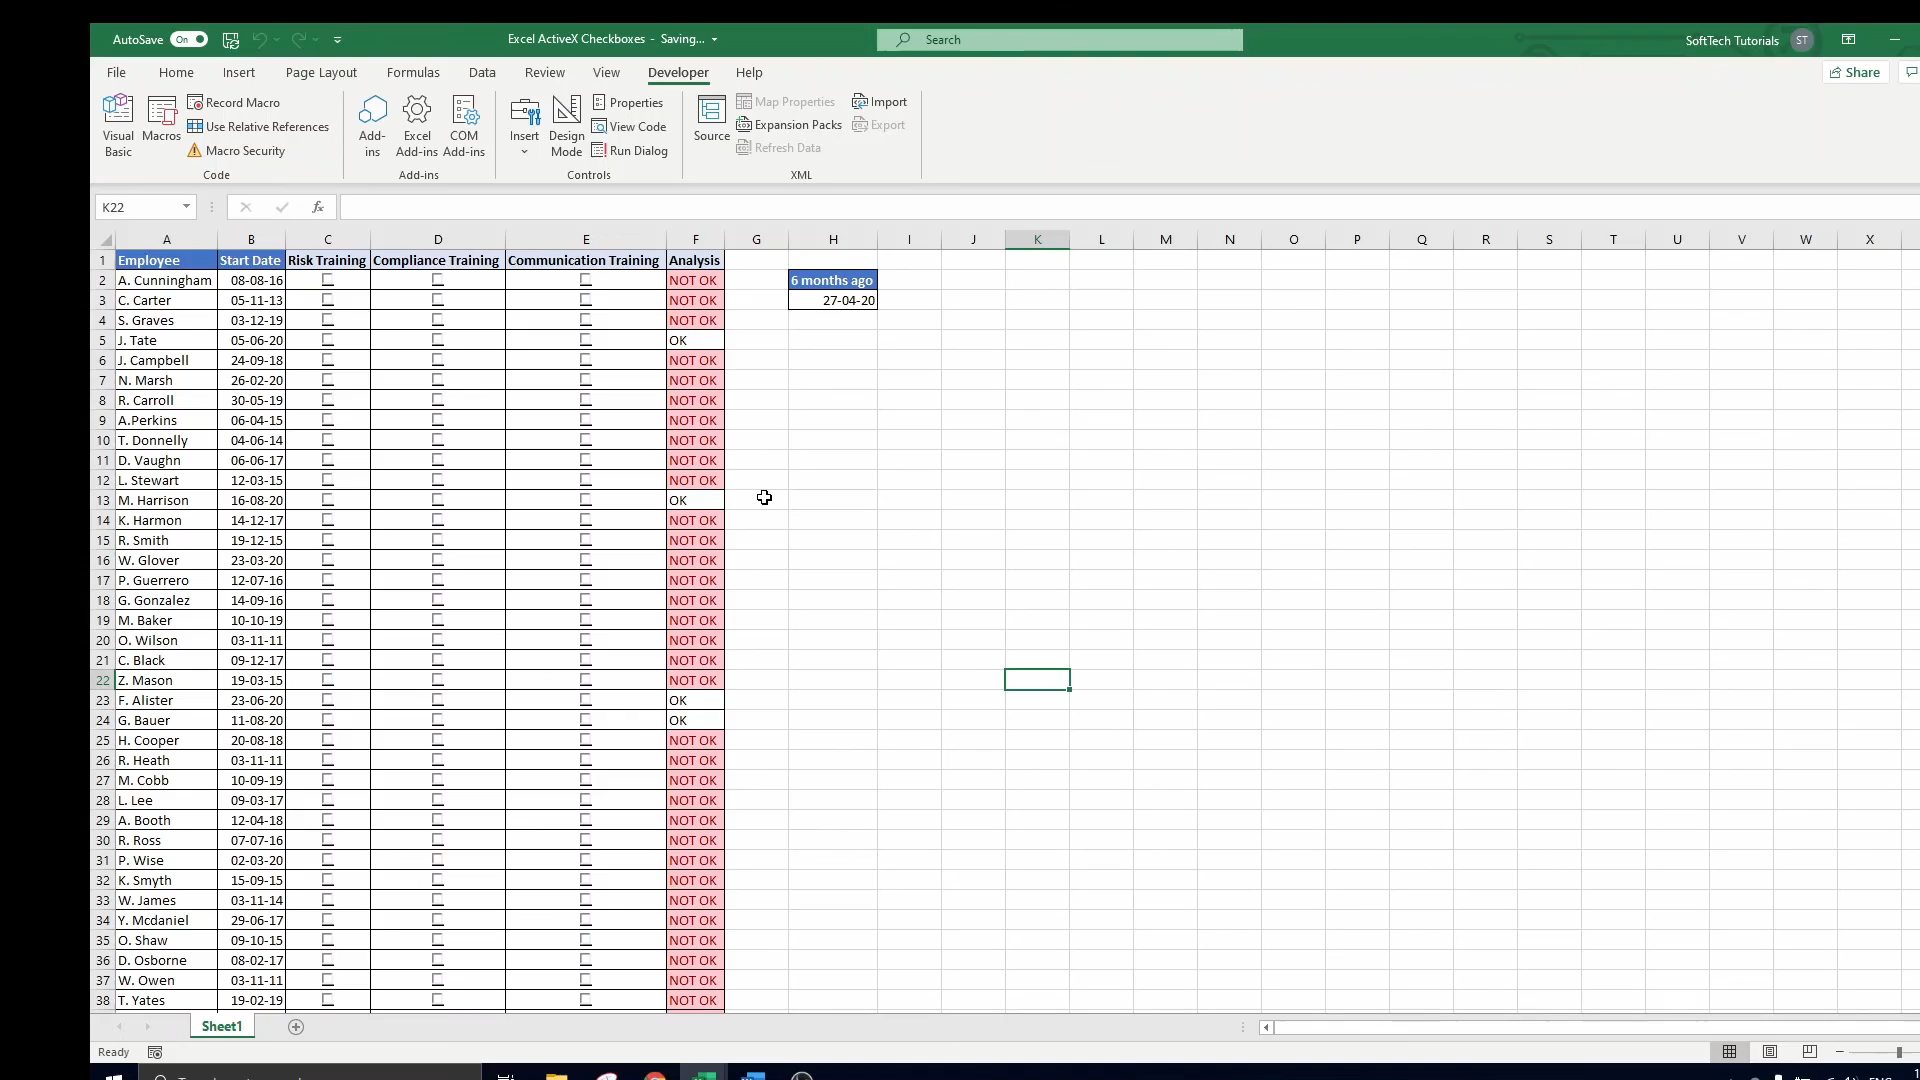 AutoSave On Excel ActiveX Checkboxes - Saving... Search SoftTech Tutorials ST
File Home Insert Page Layout Formulas Data Review View Developer Help Share
Visual Basic
Macros
Record Macro
Use Relative References
Macro Security
Code
Add-ins
Excel Add-ins
COM Add-ins
Add-ins
Insert
Design Mode
Properties
View Code
Run Dialog
Controls
Source
Map Properties
Expansion Packs
Refresh Data
Import
Export
XML
K22 fx
A B C D E F G H I J K L M N O P Q R S T U V W X
1 Employee Start Date Risk Training Compliance Training Communication Training Analysis
2 A. Cunningham 08-08-16 NOT OK 6 months ago
3 C. Carter 05-11-13 NOT OK 27-04-20
4 S. Graves 03-12-19 NOT OK
5 J. Tate 05-06-20 OK
6 J. Campbell 24-09-18 NOT OK
7 N. Marsh 26-02-20 NOT OK
8 R. Carroll 30-05-19 NOT OK
9 A.Perkins 06-04-15 NOT OK
10 T. Donnelly 04-06-14 NOT OK
11 D. Vaughn 06-06-17 NOT OK
12 L. Stewart 12-03-15 NOT OK
13 M. Harrison 16-08-20 OK
14 K. Harmon 14-12-17 NOT OK
15 R. Smith 19-12-15 NOT OK
16 W. Glover 23-03-20 NOT OK
17 P. Guerrero 12-07-16 NOT OK
18 G. Gonzalez 14-09-16 NOT OK
19 M. Baker 10-10-19 NOT OK
20 O. Wilson 03-11-11 NOT OK
21 C. Black 09-12-17 NOT OK
22 Z. Mason 19-03-15 NOT OK
23 F. Alister 23-06-20 OK
24 G. Bauer 11-08-20 OK
25 H. Cooper 20-08-18 NOT OK
26 R. Heath 03-11-11 NOT OK
27 M. Cobb 10-09-19 NOT OK
28 L. Lee 09-03-17 NOT OK
29 A. Booth 12-04-18 NOT OK
30 R. Ross 07-07-16 NOT OK
31 P. Wise 02-03-20 NOT OK
32 K. Smyth 15-09-15 NOT OK
33 W. James 03-11-14 NOT OK
34 Y. Mcdaniel 29-06-17 NOT OK
35 O. Shaw 09-10-15 NOT OK
36 D. Osborne 08-02-17 NOT OK
37 W. Owen 03-11-11 NOT OK
38 T. Yates 19-02-19 NOT OK
Sheet1
Ready